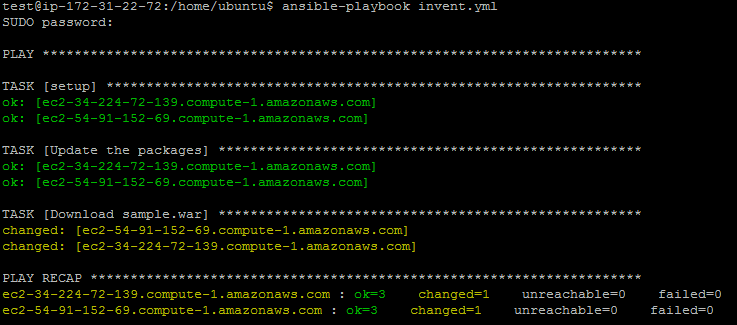 test@ip-172-31-22-72:/home/ubuntu$ ansible-playbook invent.yml
SUDO password:
PLAY ***************************************************************************
TASK [setup] *******************************************************************
ok: [ec2-34-224-72-139.compute-1.amazonaws.com]
ok: [ec2-54-91-152-69.compute-1.amazonaws.com]
TASK [Update the packages] *****************************************************
ok: [ec2-34-224-72-139.compute-1.amazonaws.com]
ok: [ec2-54-91-152-69.compute-1.amazonaws.com]
TASK [Download sample.war] *****************************************************
changed: [ec2-54-91-152-69.compute-1.amazonaws.com]
changed: [ec2-34-224-72-139.compute-1.amazonaws.com]
PLAY RECAP *********************************************************************
ec2-34-224-72-139.compute-1.amazonaws.com : ok=3    changed=1    unreachable=0    failed=0
ec2-54-91-152-69.compute-1.amazonaws.com : ok=3    changed=1    unreachable=0    failed=0